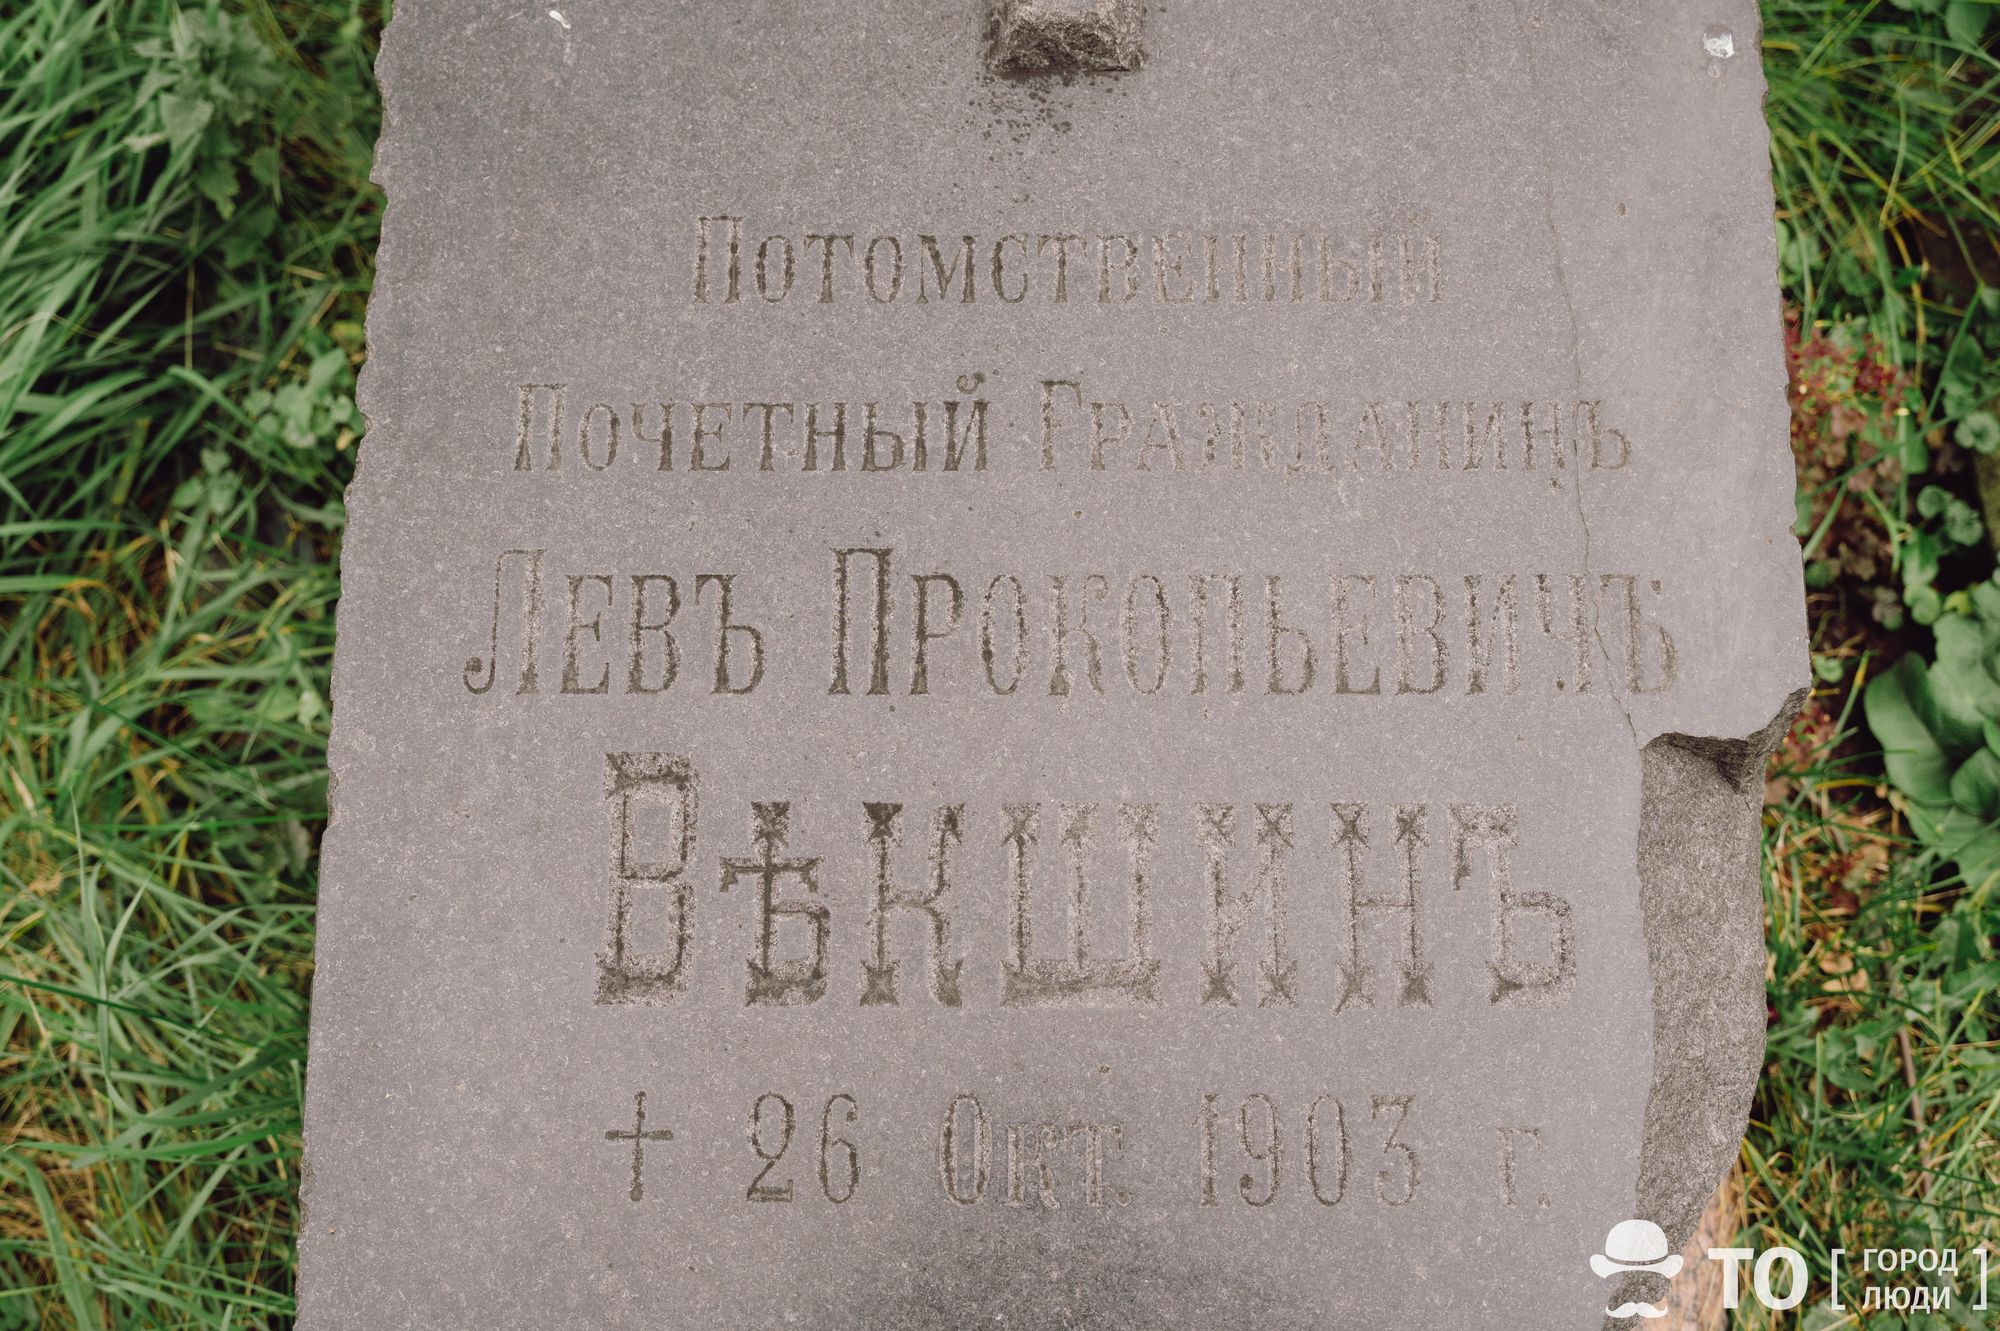 Потомственный
Почетный Гражданинъ
Левъ Прокопьевичъ
Вѣкшинъ
† 26 Окт. 1903 г.
ТО [ ГОРОД
ЛЮДИ ]